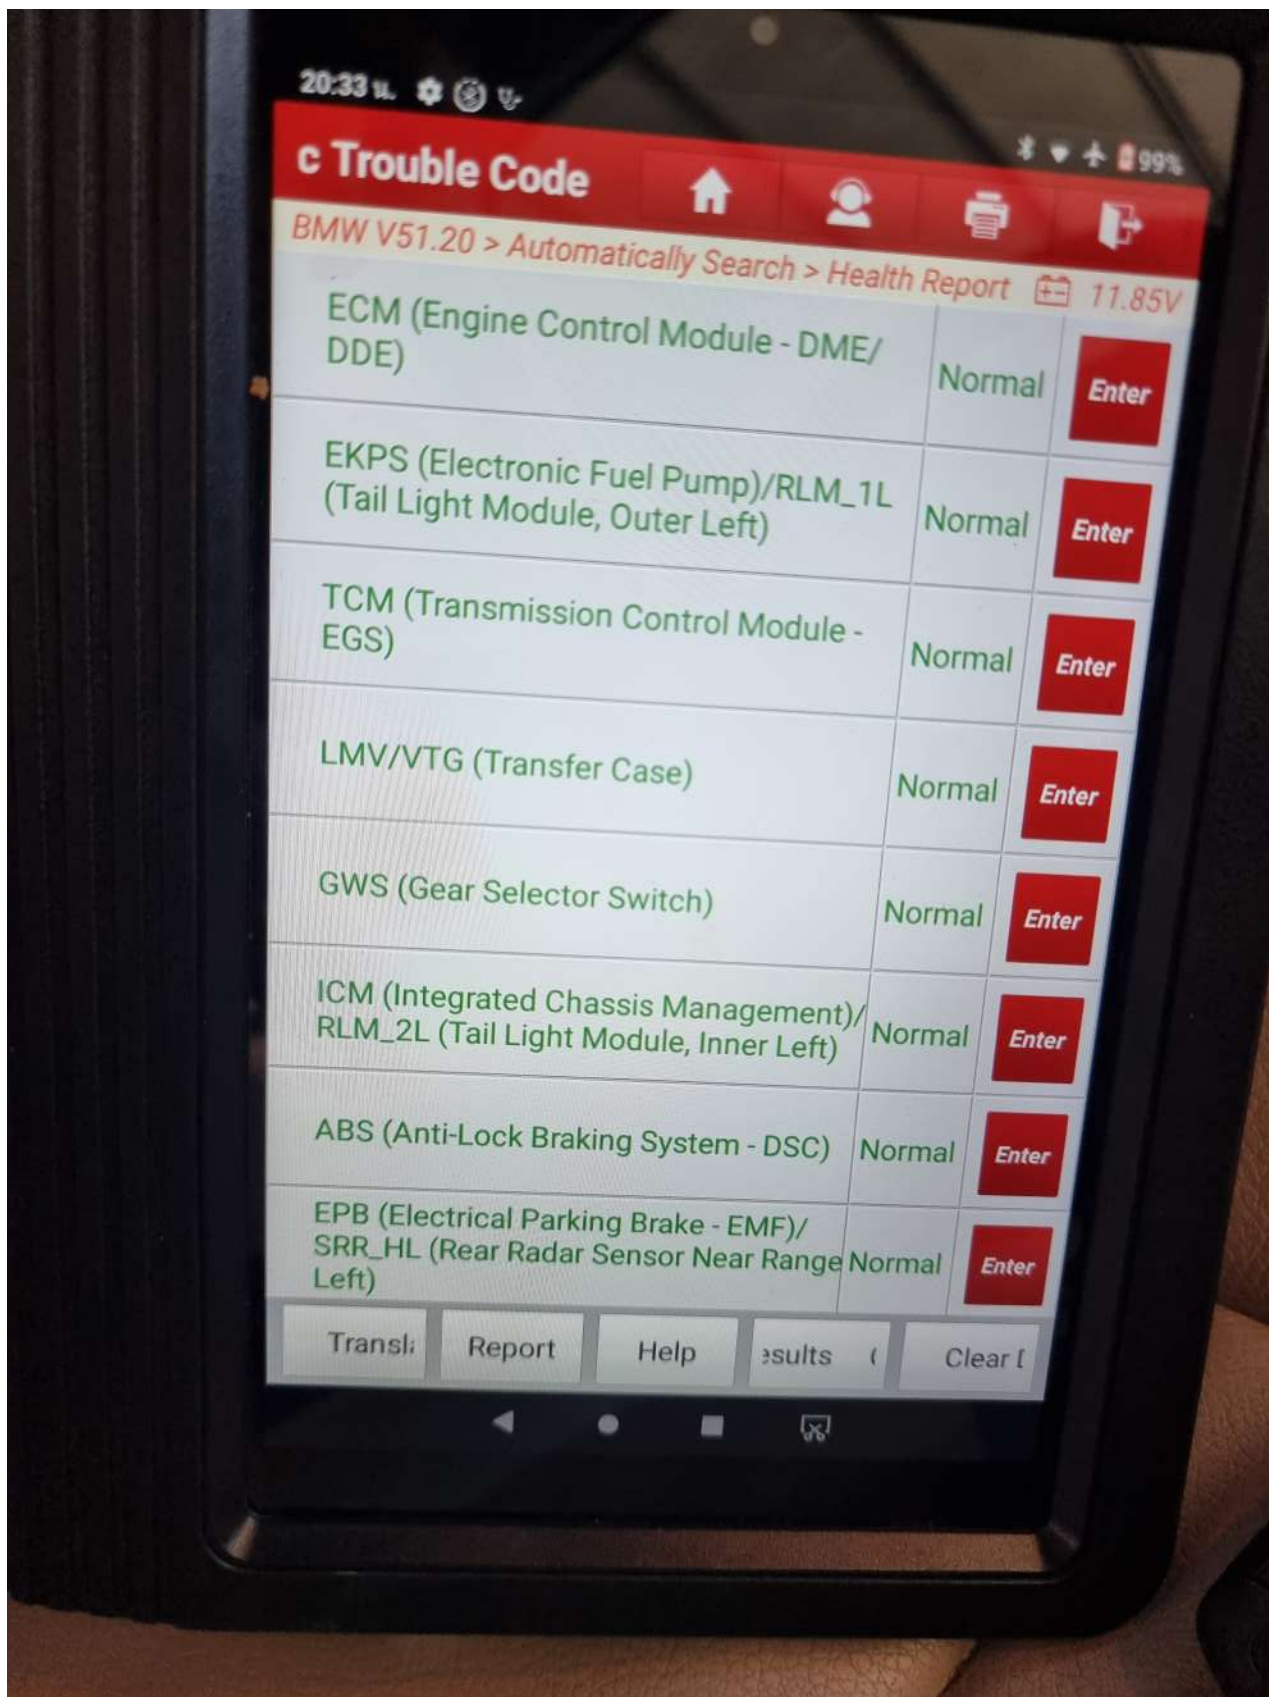 20:33 น.
99%
c Trouble Code
BMW V51.20 > Automatically Search > Health Report 11.85V
ECM (Engine Control Module - DME/
DDE)
Normal
Enter
EKPS (Electronic Fuel Pump)/RLM_1L
(Tail Light Module, Outer Left)
Normal
Enter
TCM (Transmission Control Module -
EGS)
Normal
Enter
LMV/VTG (Transfer Case)
Normal
Enter
GWS (Gear Selector Switch)
Normal
Enter
ICM (Integrated Chassis Management)/
RLM_2L (Tail Light Module, Inner Left)
Normal
Enter
ABS (Anti-Lock Braking System - DSC)
Normal
Enter
EPB (Electrical Parking Brake - EMF)/
SRR_HL (Rear Radar Sensor Near Range
Left)
Normal
Enter
Report
Help
Clear